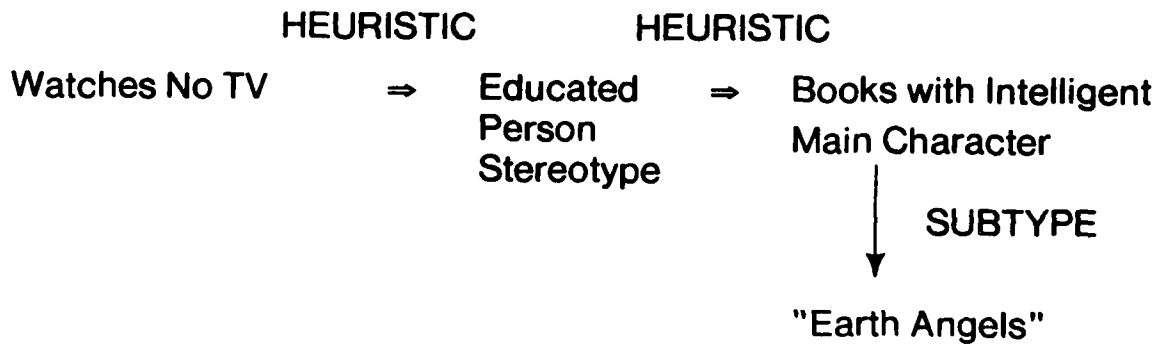 HEURISTIC HEURISTIC
Watches No TV ⇒ Educated ⇒ Books with Intelligent
Person Main Character
Stereotype
SUBTYPE
"Earth Angels"